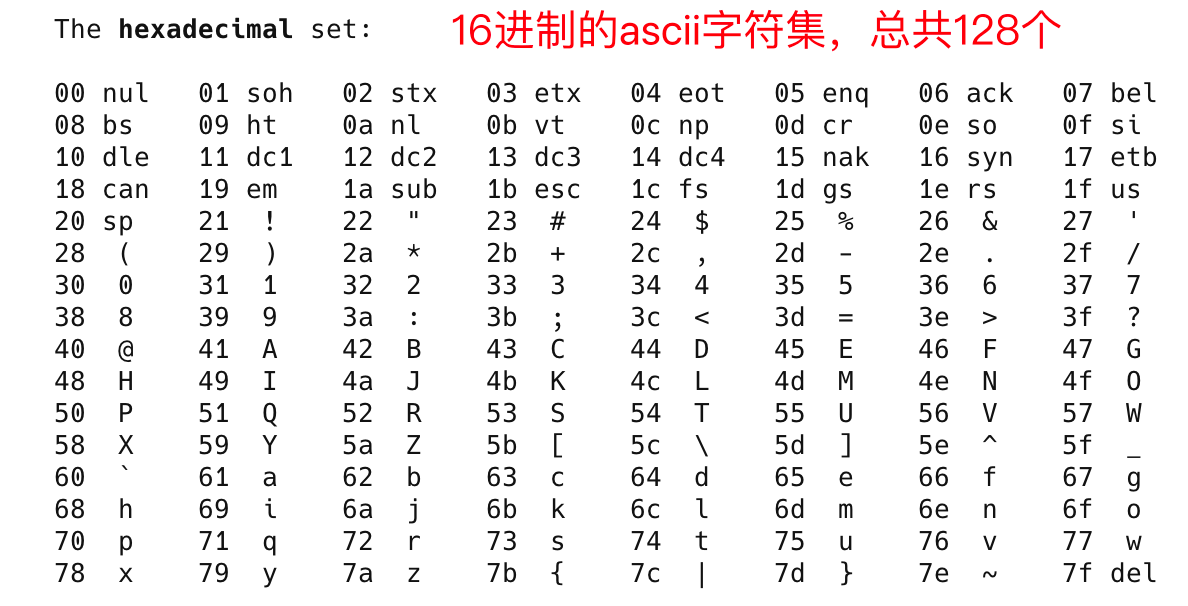 The hexadecimal set:
16进制的ascii字符集，总共128个
00 nul 01 soh 02 stx 03 etx 04 eot 05 enq 06 ack 07 bel
08 bs 09 ht 0a nl 0b vt 0c np 0d cr 0e so 0f si
10 dle 11 dc1 12 dc2 13 dc3 14 dc4 15 nak 16 syn 17 etb
18 can 19 em 1a sub 1b esc 1c fs 1d gs 1e rs 1f us
20 sp 21 ! 22 " 23 # 24 $ 25 % 26 & 27 '
28 ( 29 ) 2a * 2b + 2c , 2d - 2e . 2f /
30 0 31 1 32 2 33 3 34 4 35 5 36 6 37 7
38 8 39 9 3a : 3b ; 3c < 3d = 3e > 3f ?
40 @ 41 A 42 B 43 C 44 D 45 E 46 F 47 G
48 H 49 I 4a J 4b K 4c L 4d M 4e N 4f O
50 P 51 Q 52 R 53 S 54 T 55 U 56 V 57 W
58 X 59 Y 5a Z 5b [ 5c \ 5d ] 5e ^ 5f _
60 ` 61 a 62 b 63 c 64 d 65 e 66 f 67 g
68 h 69 i 6a j 6b k 6c l 6d m 6e n 6f o
70 p 71 q 72 r 73 s 74 t 75 u 76 v 77 w
78 x 79 y 7a z 7b { 7c | 7d } 7e ~ 7f del